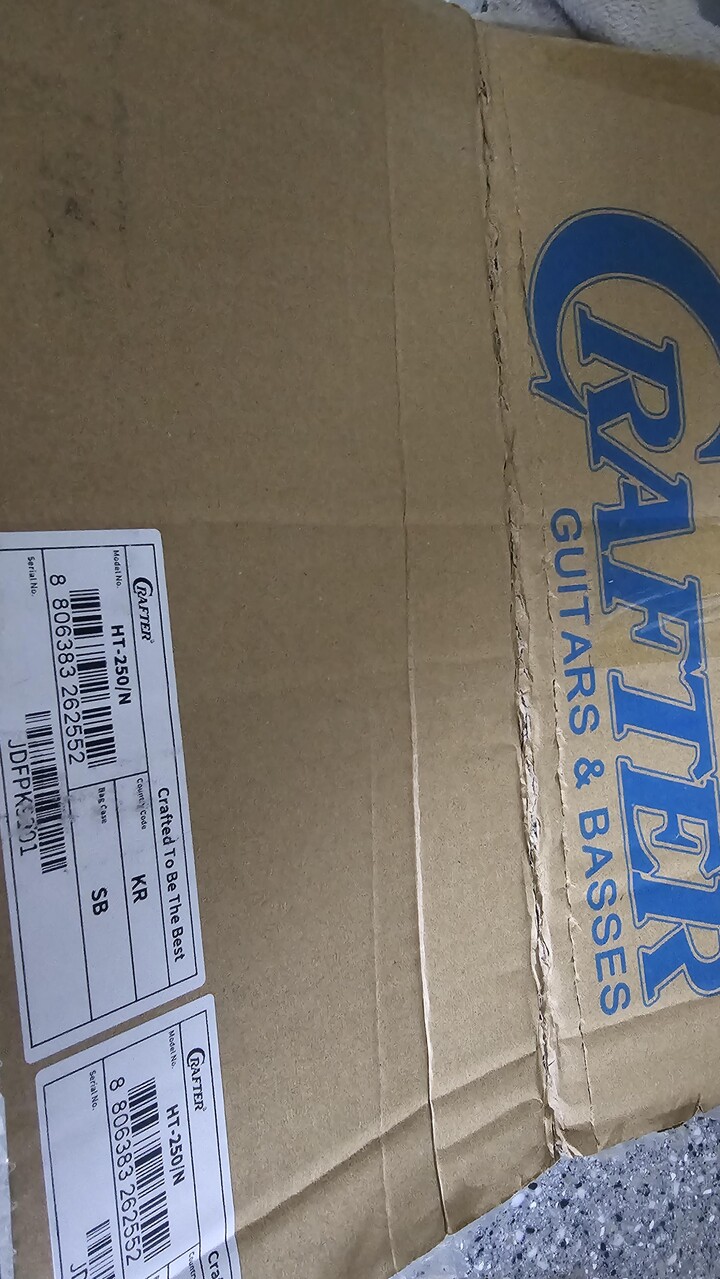 CRAFTER
GUITARS & BASSES
CRAFTER
Crafted To Be The Best
Model No.
HT-250/N
Country Code
KR
8 806383 262552
Bag Case
SB
Serial No.
CRAFTER
Model No.
HT-250/N
8 806383 262552
Serial No.